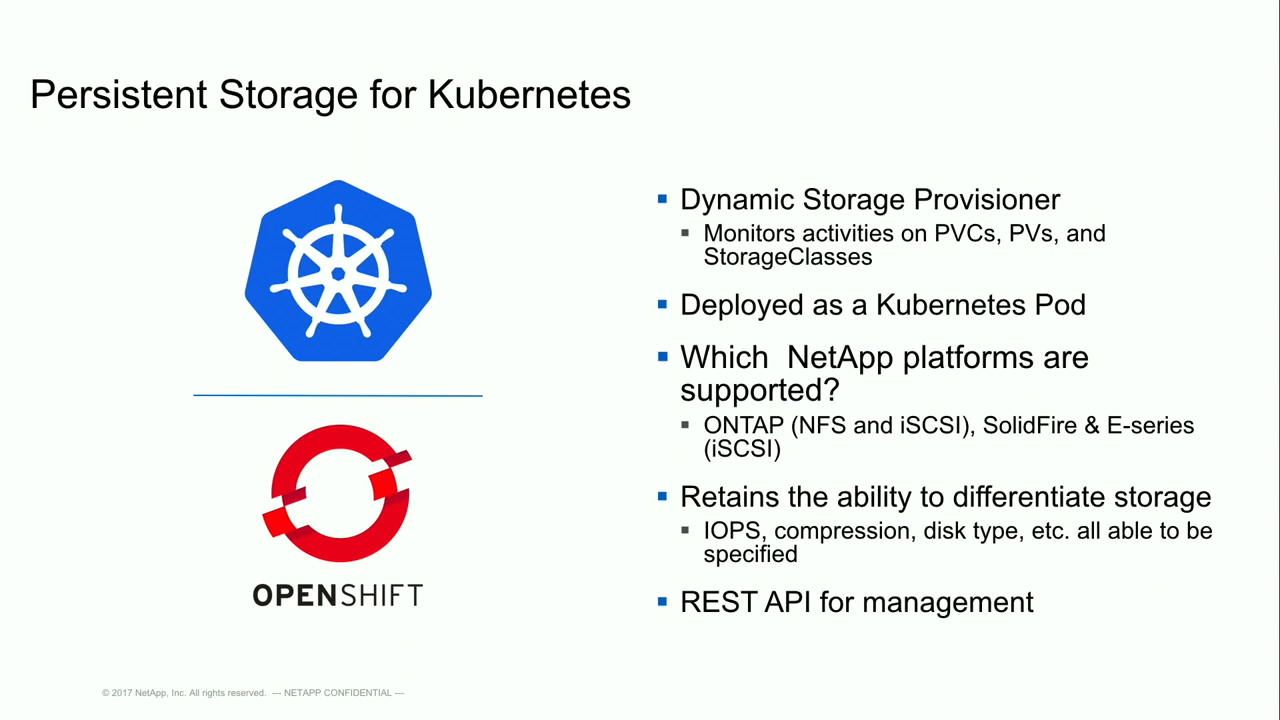 Persistent Storage for Kubernetes
Dynamic Storage Provisioner
Monitors activities on PVCs, PVs, and
StorageClasses
Deployed as a Kubernetes Pod
Which  NetApp platforms are
supported?
ONTAP (NFS and iSCSI), SolidFire & E-series
(iSCSI)
Retains the ability to differentiate storage
IOPS, compression, disk type, etc. all able to be
specified
REST API for management
OPENSHIFT
© 2017 NetApp, Inc. All rights reserved.  --- NETAPP CONFIDENTIAL ---